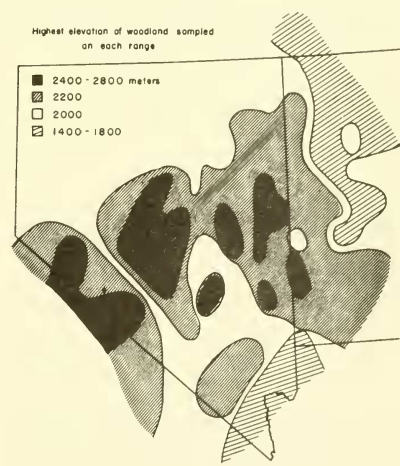 Highest elevation of woodland sampled
on each range
2400-2800 meters
2200
2000
1400-1800